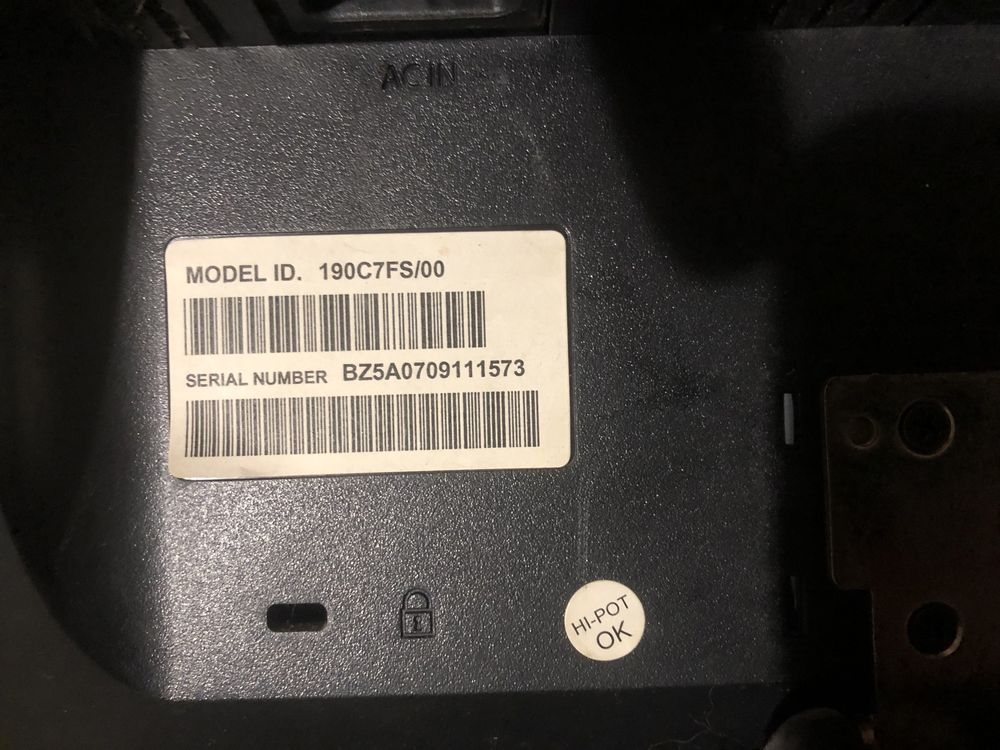 AC IN
MODEL ID. 190C7FS/00
SERIAL NUMBER BZ5A0709111573
HI-POT
OK